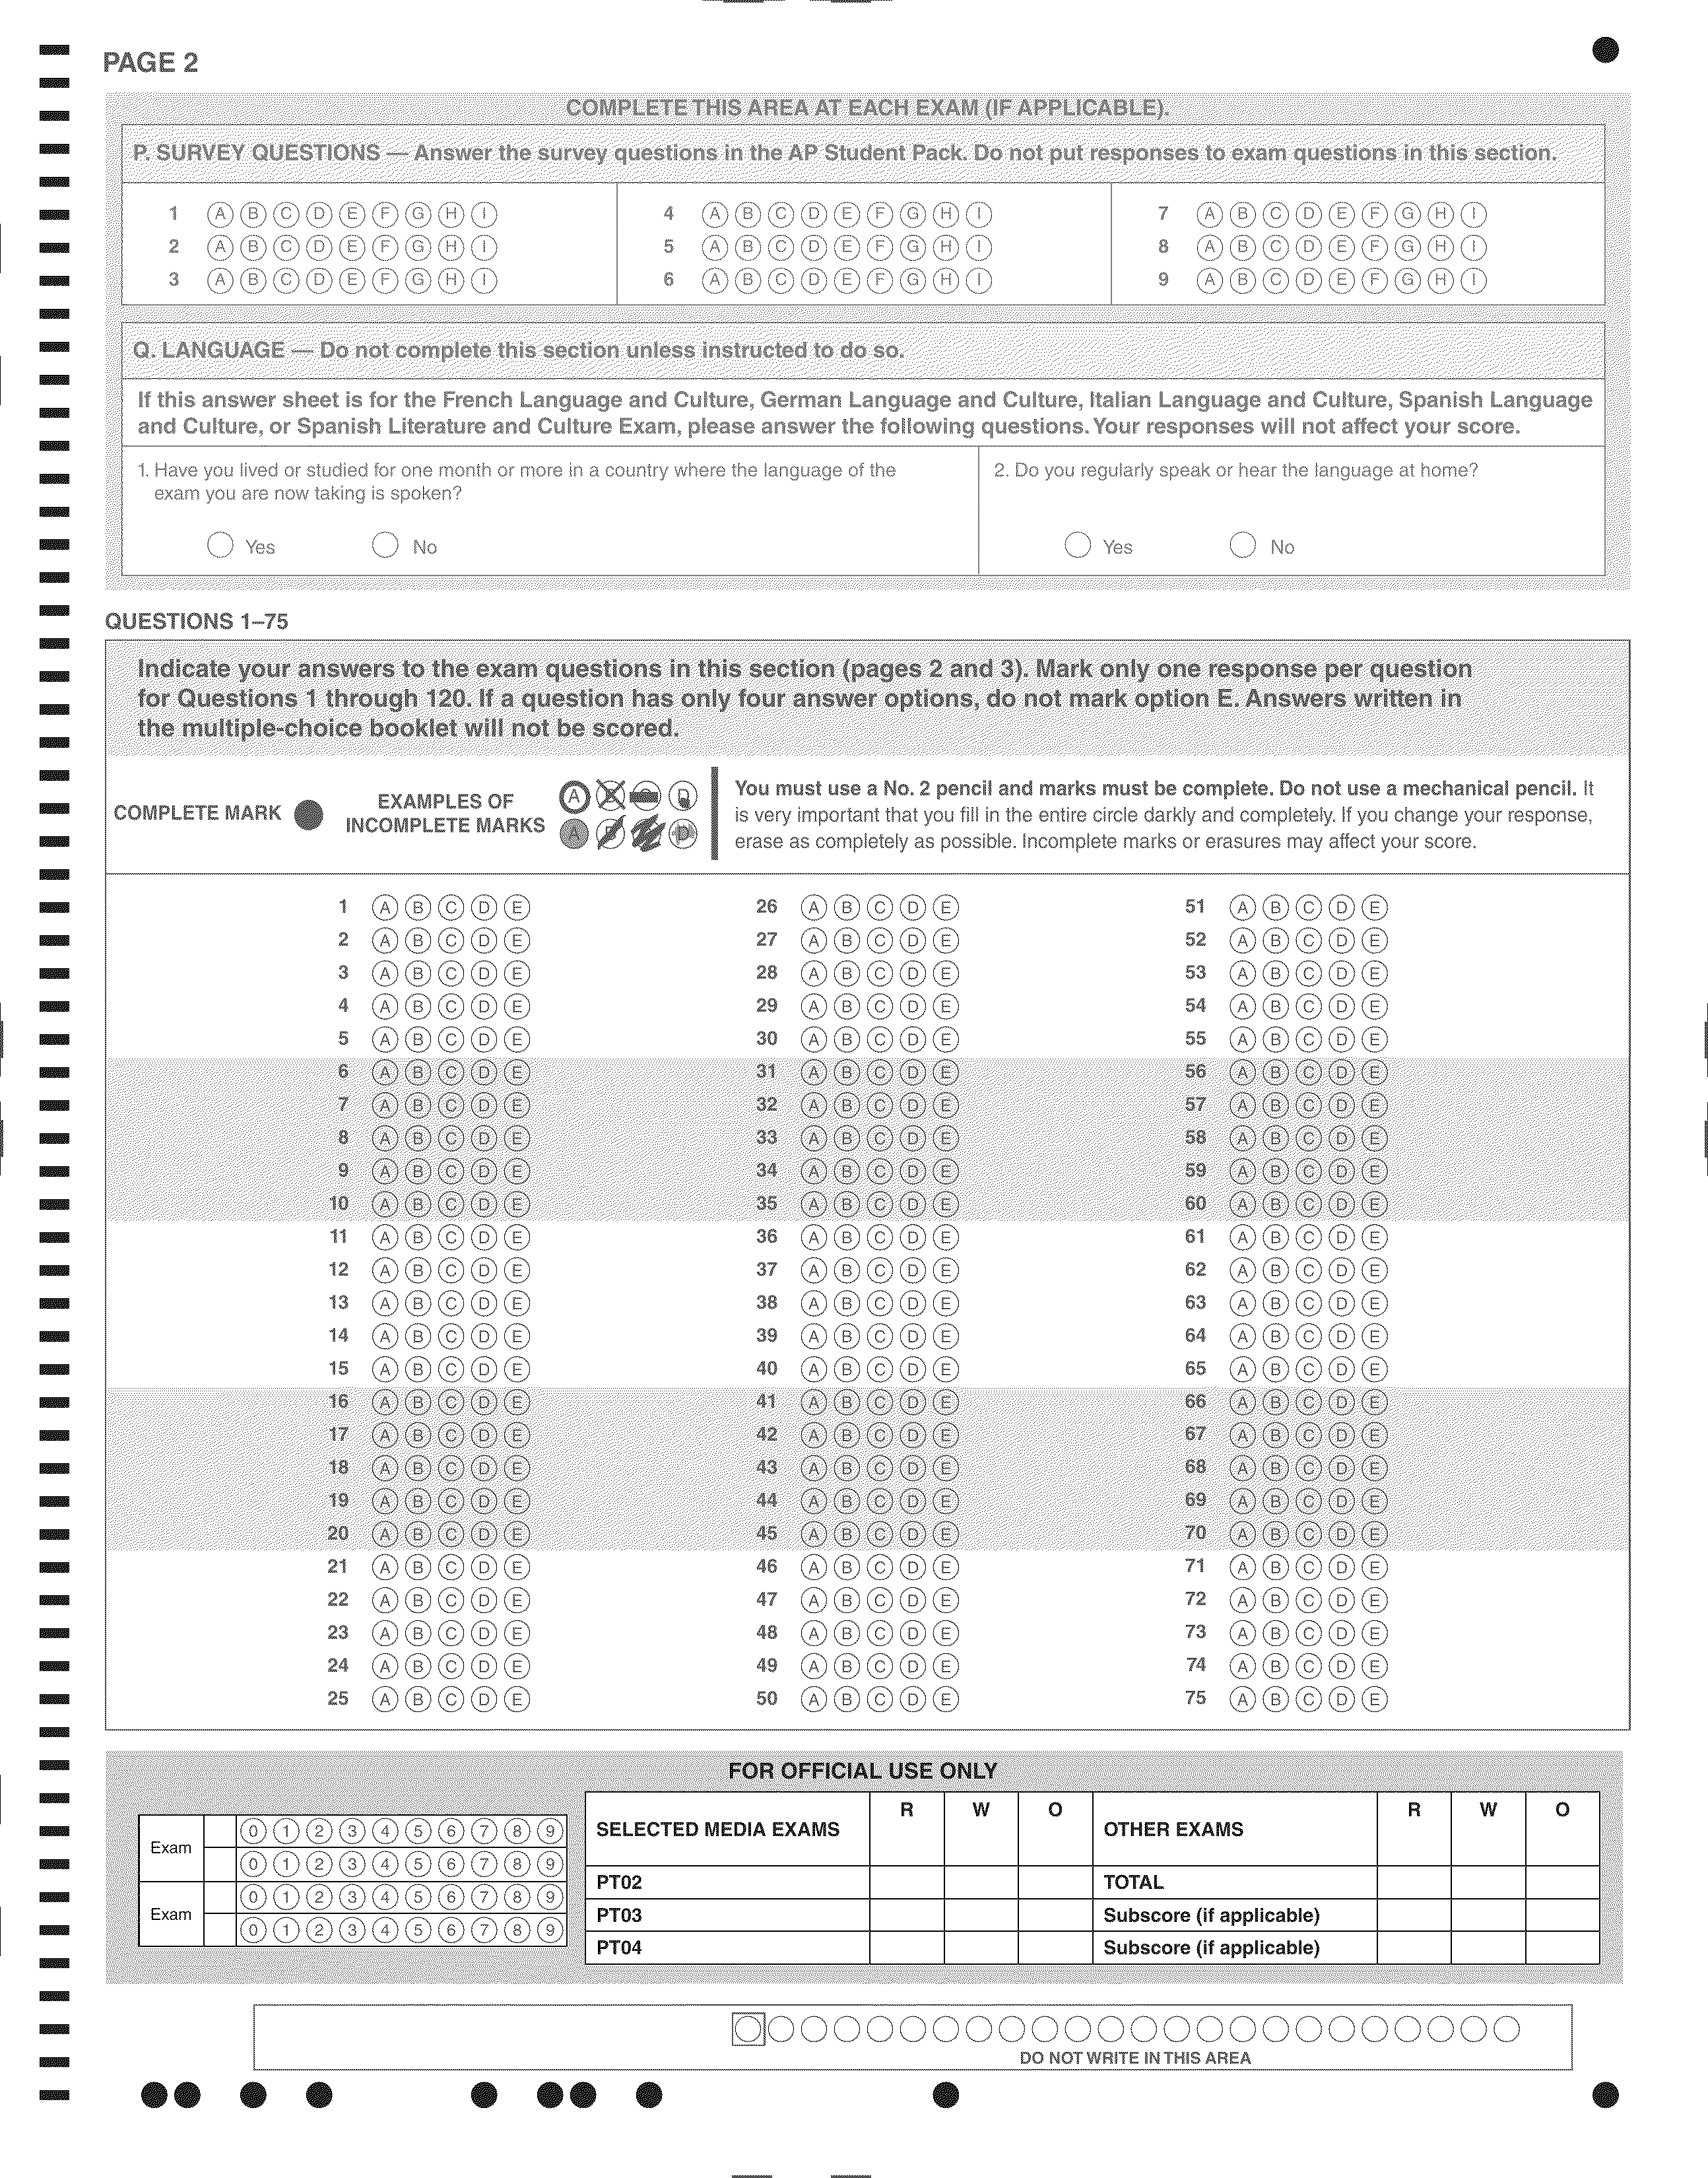 PAGE 2
COMPLETE THIS AREA AT EACH EXAM (IF APPLICABLE).
P. SURVEY QUESTIONS — Answer the survey questions in the AP Student Pack. Do not put responses to exam questions in this section.
1 A B C D E F G H I 4 A B C D E F G H I 7 A B C D E F G H I
2 A B C D E F G H I 5 A B C D E F G H I 8 A B C D E F G H I
3 A B C D E F G H I 6 A B C D E F G H I 9 A B C D E F G H I
Q. LANGUAGE — Do not complete this section unless instructed to do so.
If this answer sheet is for the French Language and Culture, German Language and Culture, Italian Language and Culture, Spanish Language
and Culture, or Spanish Literature and Culture Exam, please answer the following questions. Your responses will not affect your score.
1. Have you lived or studied for one month or more in a country where the language of the
exam you are now taking is spoken?
Yes No
2. Do you regularly speak or hear the language at home?
Yes No
QUESTIONS 1–75
Indicate your answers to the exam questions in this section (pages 2 and 3). Mark only one response per question
for Questions 1 through 120. If a question has only four answer options, do not mark option E. Answers written in
the multiple-choice booklet will not be scored.
COMPLETE MARK
EXAMPLES OF
INCOMPLETE MARKS
A B C D
A B C D
You must use a No. 2 pencil and marks must be complete. Do not use a mechanical pencil. It
is very important that you fill in the entire circle darkly and completely. If you change your response,
erase as completely as possible. Incomplete marks or erasures may affect your score.
1 A B C D E 26 A B C D E 51 A B C D E
2 A B C D E 27 A B C D E 52 A B C D E
3 A B C D E 28 A B C D E 53 A B C D E
4 A B C D E 29 A B C D E 54 A B C D E
5 A B C D E 30 A B C D E 55 A B C D E
6 A B C D E 31 A B C D E 56 A B C D E
7 A B C D E 32 A B C D E 57 A B C D E
8 A B C D E 33 A B C D E 58 A B C D E
9 A B C D E 34 A B C D E 59 A B C D E
10 A B C D E 35 A B C D E 60 A B C D E
11 A B C D E 36 A B C D E 61 A B C D E
12 A B C D E 37 A B C D E 62 A B C D E
13 A B C D E 38 A B C D E 63 A B C D E
14 A B C D E 39 A B C D E 64 A B C D E
15 A B C D E 40 A B C D E 65 A B C D E
16 A B C D E 41 A B C D E 66 A B C D E
17 A B C D E 42 A B C D E 67 A B C D E
18 A B C D E 43 A B C D E 68 A B C D E
19 A B C D E 44 A B C D E 69 A B C D E
20 A B C D E 45 A B C D E 70 A B C D E
21 A B C D E 46 A B C D E 71 A B C D E
22 A B C D E 47 A B C D E 72 A B C D E
23 A B C D E 48 A B C D E 73 A B C D E
24 A B C D E 49 A B C D E 74 A B C D E
25 A B C D E 50 A B C D E 75 A B C D E
FOR OFFICIAL USE ONLY
Exam 0 1 2 3 4 5 6 7 8 9
0 1 2 3 4 5 6 7 8 9
Exam 0 1 2 3 4 5 6 7 8 9
0 1 2 3 4 5 6 7 8 9
SELECTED MEDIA EXAMS R W O OTHER EXAMS R W O
PT02 TOTAL
PT03 Subscore (if applicable)
PT04 Subscore (if applicable)
DO NOT WRITE IN THIS AREA